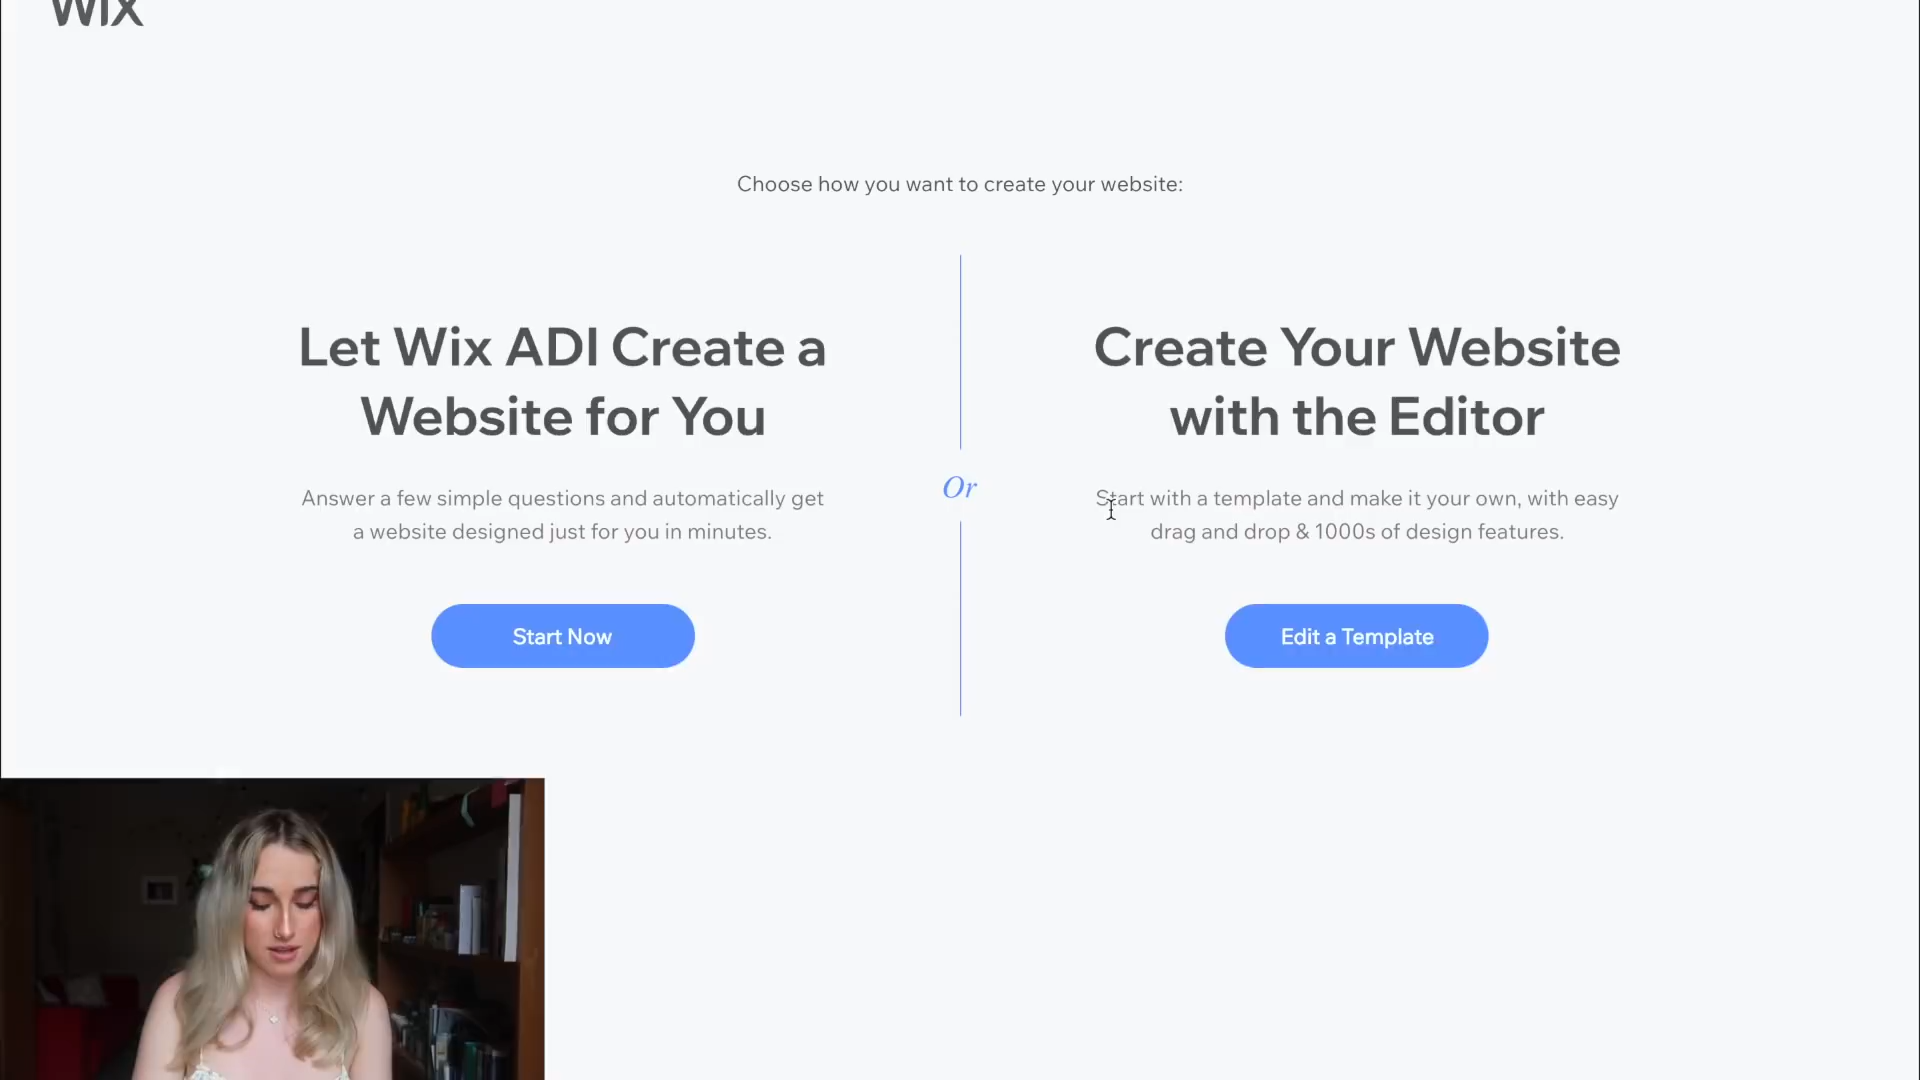 WIX
Choose how you want to create your website:
Let Wix ADI Create a
Website for You
Answer a few simple questions and automatically get
a website designed just for you in minutes.
Start Now
Or
Create Your Website
with the Editor
Start with a template and make it your own, with easy
drag and drop & 1000s of design features.
Edit a Template